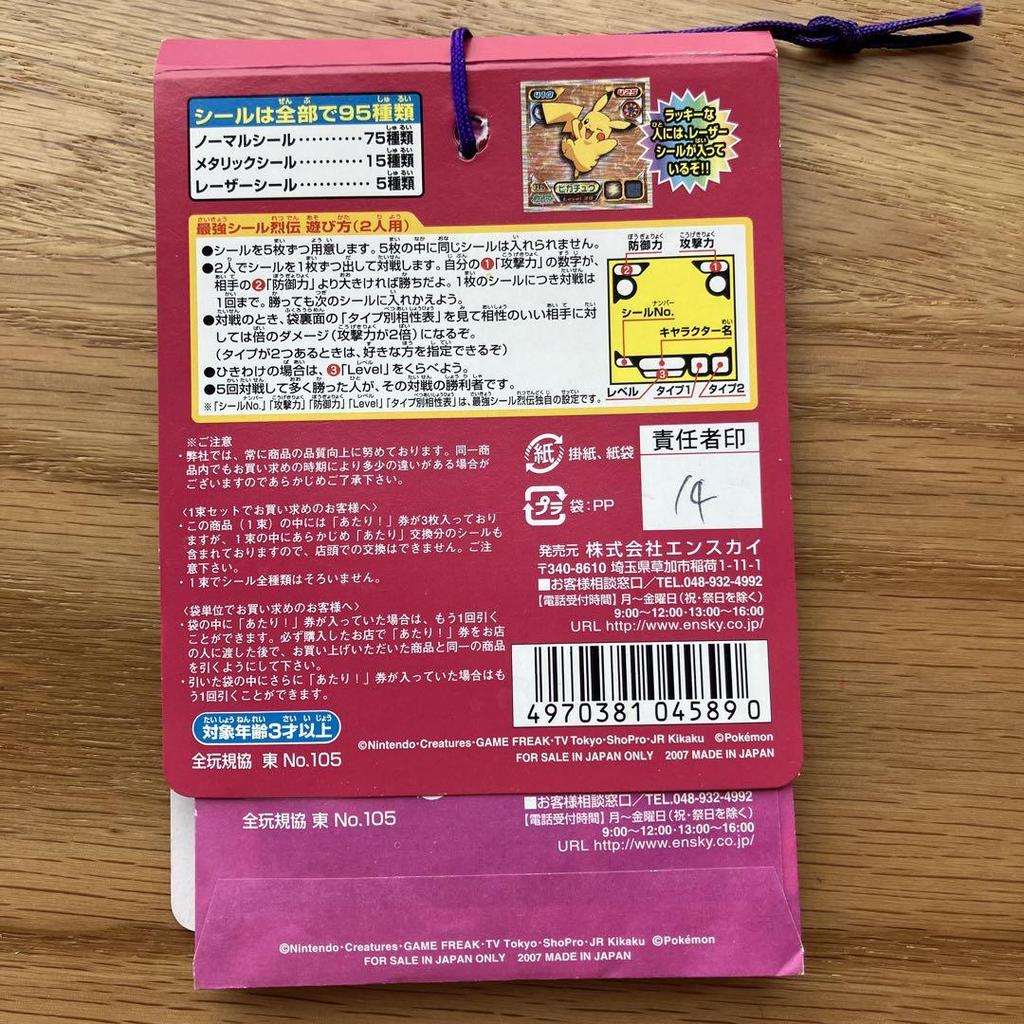 シールは全部で95種類
ノーマルシール‥‥‥‥‥75種類
メタリックシール‥‥‥‥15種類
レーザーシール‥‥‥‥‥ 5種類
410
425
ピカチュウ
ラッキーな
人には、レーザー
シールが入って
いるぞ!!
最強シール烈伝 遊び方(2人用)
●シールを5枚ずつ用意します。5枚の中に同じシールは入れられません。
●2人でシールを1枚ずつ出して対戦します。自分の❶「攻撃力」の数字が、
相手の❷「防御力」より大きければ勝ちだよ。1枚のシールにつき対戦は
1回まで。勝っても次のシールに入れかえよう。
●対戦のとき、袋裏面の「タイプ別相性表」を見て相性のいい相手に対
しては倍のダメージ(攻撃力が2倍)になるぞ。
(タイプが2つあるときは、好きな方を指定できるぞ)
●ひきわけの場合は、❸「Level」をくらべよう。
●5回対戦して多く勝った人が、その対戦の勝利者です。
※「シールNo.」「攻撃力」「防御力」「Level」「タイプ別相性表」は、最強シール烈伝独自の設定です。
防御力 攻撃力
❷ ❶
シールNo.
キャラクター名
❸
レベル タイプ1 タイプ2
※ご注意
・弊社では、常に商品の品質向上に努めております。同一商
品内でもお買い求めの時期により多少の違いがある場合が
ございますのであらかじめご了承下さい。
<1束セットでお買い求めのお客様へ>
・この商品(1束)の中には「あたり!」券が3枚入っており
ますが、1束の中にあらかじめ「あたり」交換分のシールも
含まれておりますので、店頭での交換はできません。ご注
意下さい。
・1束でシール全種類はそろいません。
<袋単位でお買い求めのお客様へ>
・袋の中に「あたり!」券が入っていた場合は、もう1回引く
ことができます。必ず購入したお店で「あたり!」券をお店
の人に渡した後で、お買い上げいただいた商品と同一の商品
を引くようにして下さい。
・引いた袋の中にさらに「あたり!」券が入っていた場合はも
う1回引くことができます。
紙 掛紙、紙袋
プラ 袋:PP
責任者印
14
発売元 株式会社エンスカイ
〒340-8610 埼玉県草加市稲荷1-11-1
■お客様相談窓口/TEL.048-932-4992
【電話受付時間】月~金曜日(祝・祭日を除く)
9:00~12:00・13:00~16:00
URL http://www.ensky.co.jp/
4970381 045890
対象年齢3才以上
全玩規協 東 No.105
©Nintendo・Creatures・GAME FREAK・TV Tokyo・ShoPro・JR Kikaku ©Pokémon
FOR SALE IN JAPAN ONLY 2007 MADE IN JAPAN
全玩規協 東 No.105
■お客様相談窓口/TEL.048-932-4992
【電話受付時間】月~金曜日(祝・祭日を除く)
9:00~12:00・13:00~16:00
URL http://www.ensky.co.jp/
©Nintendo・Creatures・GAME FREAK・TV Tokyo・ShoPro・JR Kikaku ©Pokémon
FOR SALE IN JAPAN ONLY 2007 MADE IN JAPAN